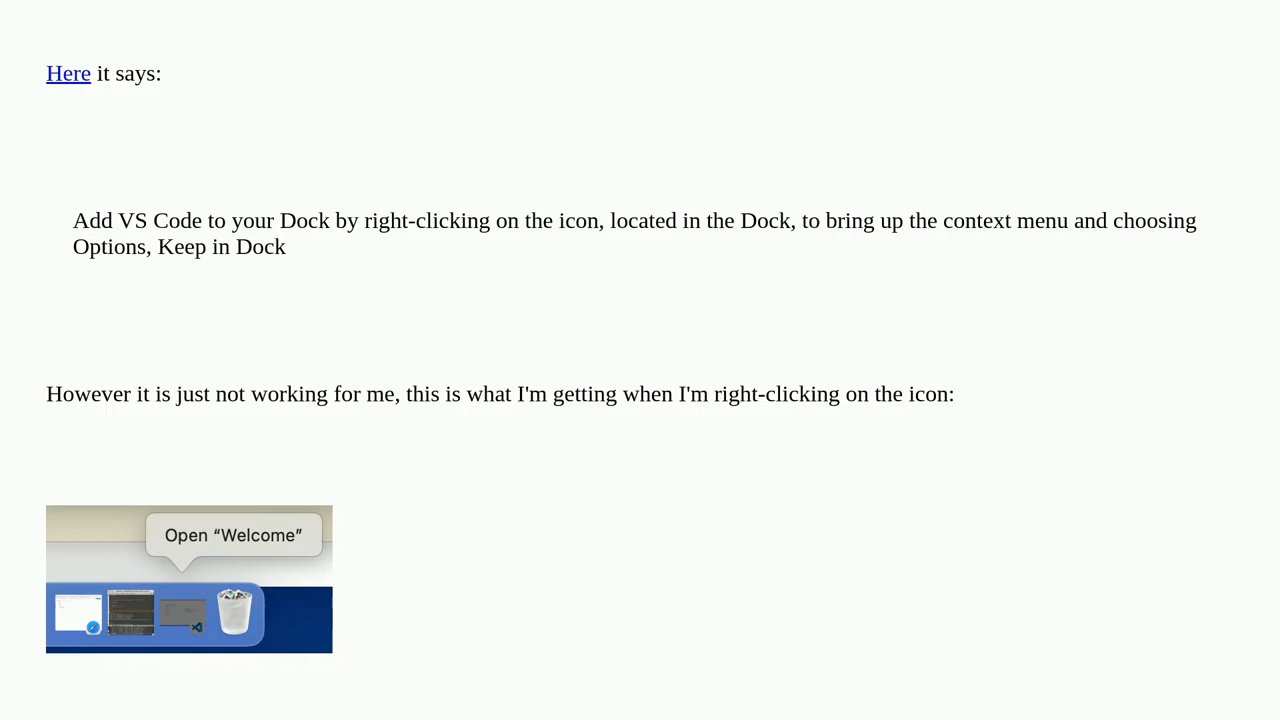 Here it says:
Add VS Code to your Dock by right-clicking on the icon, located in the Dock, to bring up the context menu and choosing
Options, Keep in Dock
However it is just not working for me, this is what I'm getting when I'm right-clicking on the icon:
Open “Welcome”